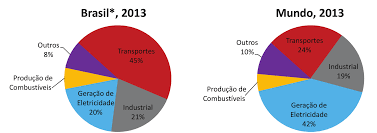 Brasil*, 2013
Outros
8%
Transportes
46%
Produção de
Combustíveis
Geração de
Eletricidade
20%
Industrial
21%
Mundo, 2013
Outros
10%
Transportes
24%
Industrial
19%
Produção de
Combustíveis
Geração de
Eletricidade
42%